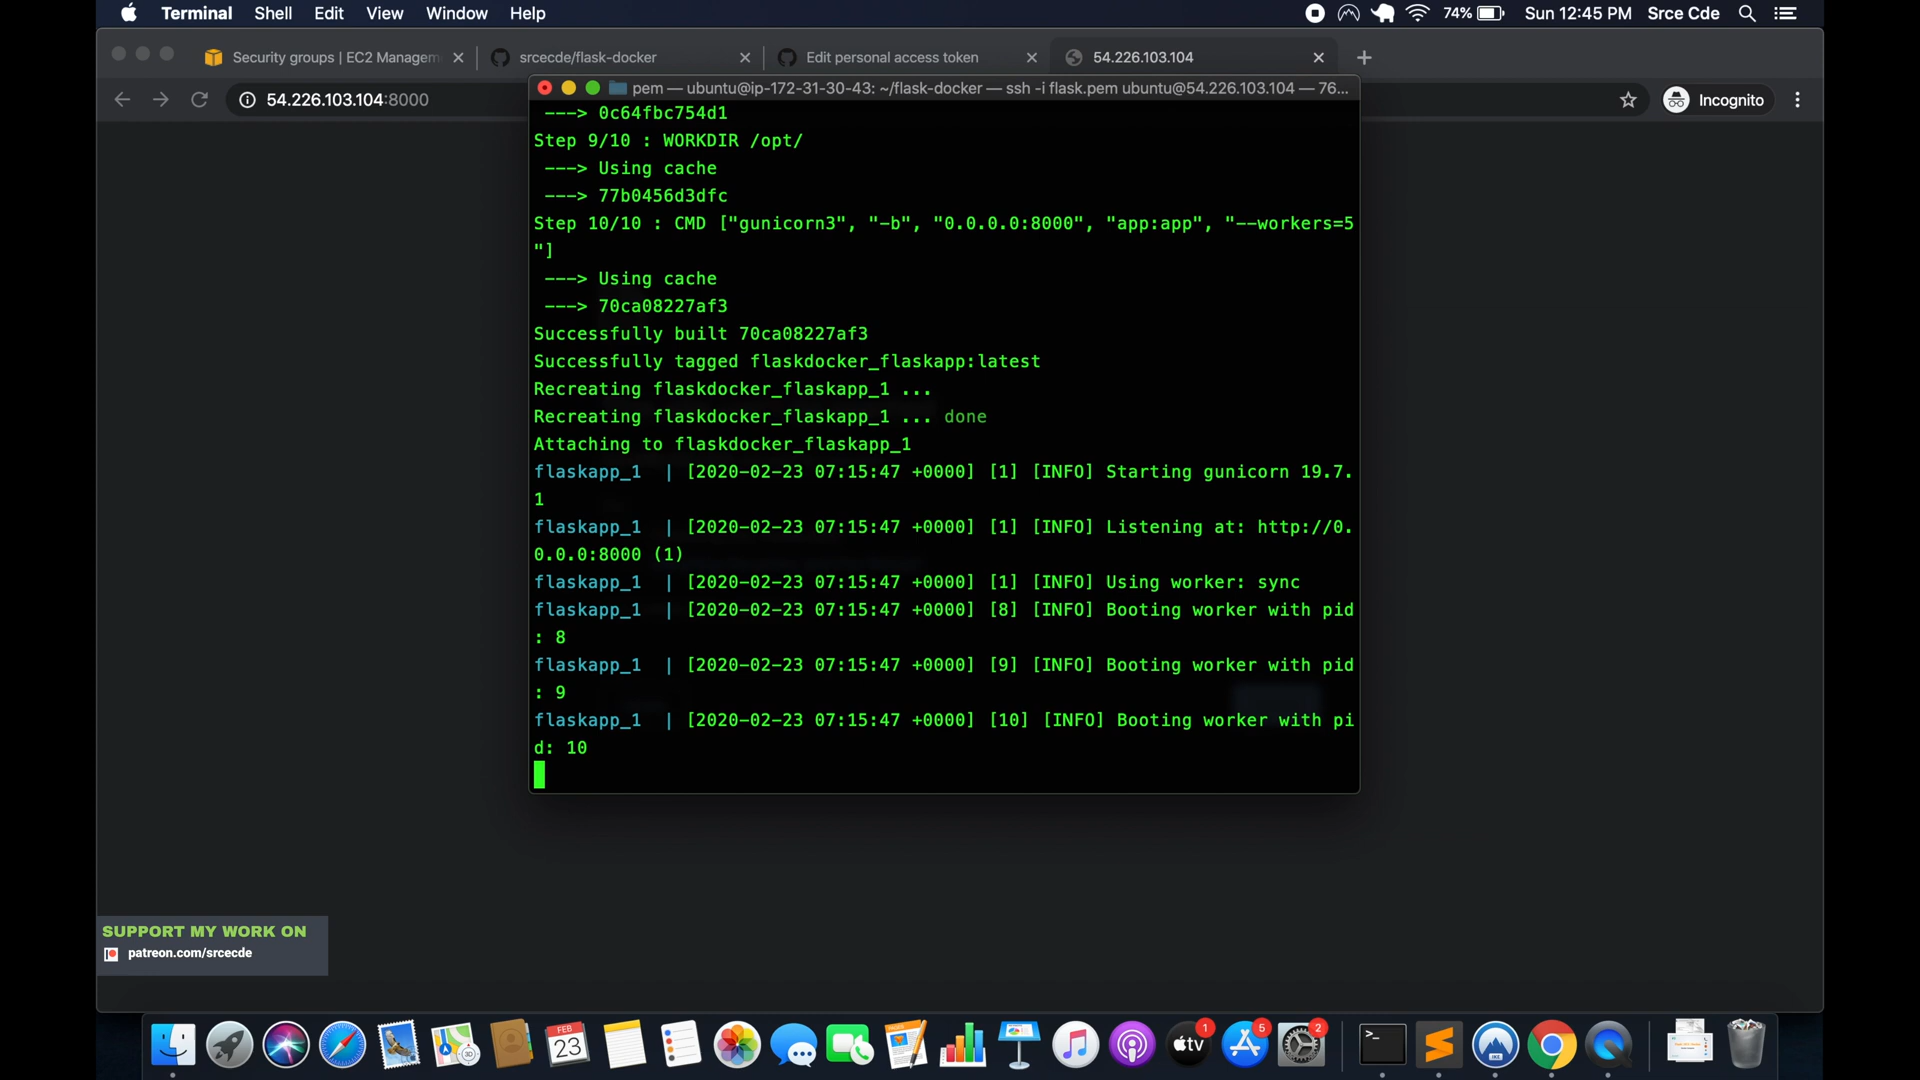 Terminal Shell Edit View Window Help 74% Sun 12:45 PM Srce Cde
Security groups | EC2 Managem srcecde/flask-docker Edit personal access token 54.226.103.104
54.226.103.104:8000 Incognito
pem — ubuntu@ip-172-31-30-43: ~/flask-docker — ssh -i flask.pem ubuntu@54.226.103.104 — 76...
---> 0c64fbc754d1
Step 9/10 : WORKDIR /opt/
---> Using cache
---> 77b0456d3dfc
Step 10/10 : CMD ["gunicorn3", "-b", "0.0.0.0:8000", "app:app", "--workers=5
"]
---> Using cache
---> 70ca08227af3
Successfully built 70ca08227af3
Successfully tagged flaskdocker_flaskapp:latest
Recreating flaskdocker_flaskapp_1 ...
Recreating flaskdocker_flaskapp_1 ... done
Attaching to flaskdocker_flaskapp_1
flaskapp_1 | [2020-02-23 07:15:47 +0000] [1] [INFO] Starting gunicorn 19.7.
1
flaskapp_1 | [2020-02-23 07:15:47 +0000] [1] [INFO] Listening at: http://0.
0.0.0:8000 (1)
flaskapp_1 | [2020-02-23 07:15:47 +0000] [1] [INFO] Using worker: sync
flaskapp_1 | [2020-02-23 07:15:47 +0000] [8] [INFO] Booting worker with pid
: 8
flaskapp_1 | [2020-02-23 07:15:47 +0000] [9] [INFO] Booting worker with pid
: 9
flaskapp_1 | [2020-02-23 07:15:47 +0000] [10] [INFO] Booting worker with pi
d: 10
SUPPORT MY WORK ON
patreon.com/srcecde
FEB
23
3D
tv
1
5
2